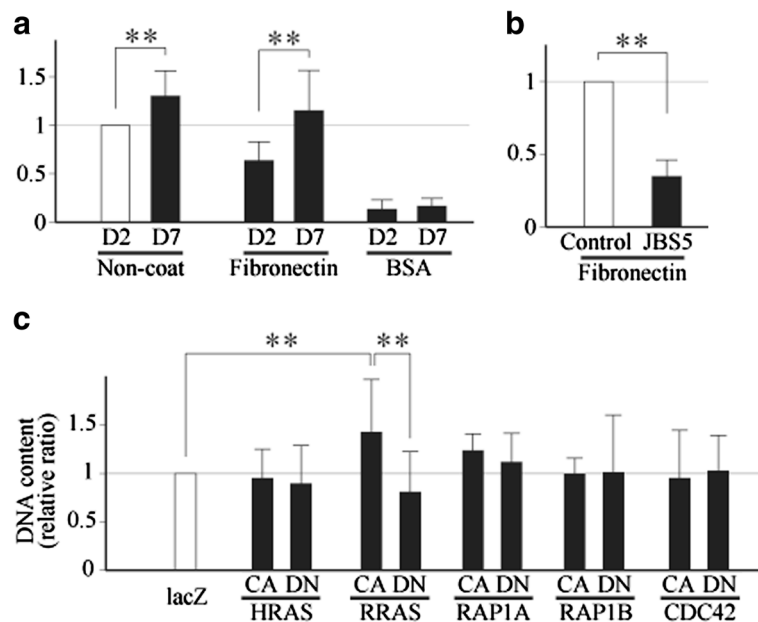 a
** **
1.5
1
0.5
0
D2 D7 D2 D7 D2 D7
Non-coat Fibronectin BSA
b
**
1
0.5
0
Control JBS5
Fibronectin
c
** **
DNA content
(relative ratio)
1.5
1
0.5
0
lacZ
CA DN CA DN CA DN CA DN CA DN
HRAS RRAS RAP1A RAP1B CDC42